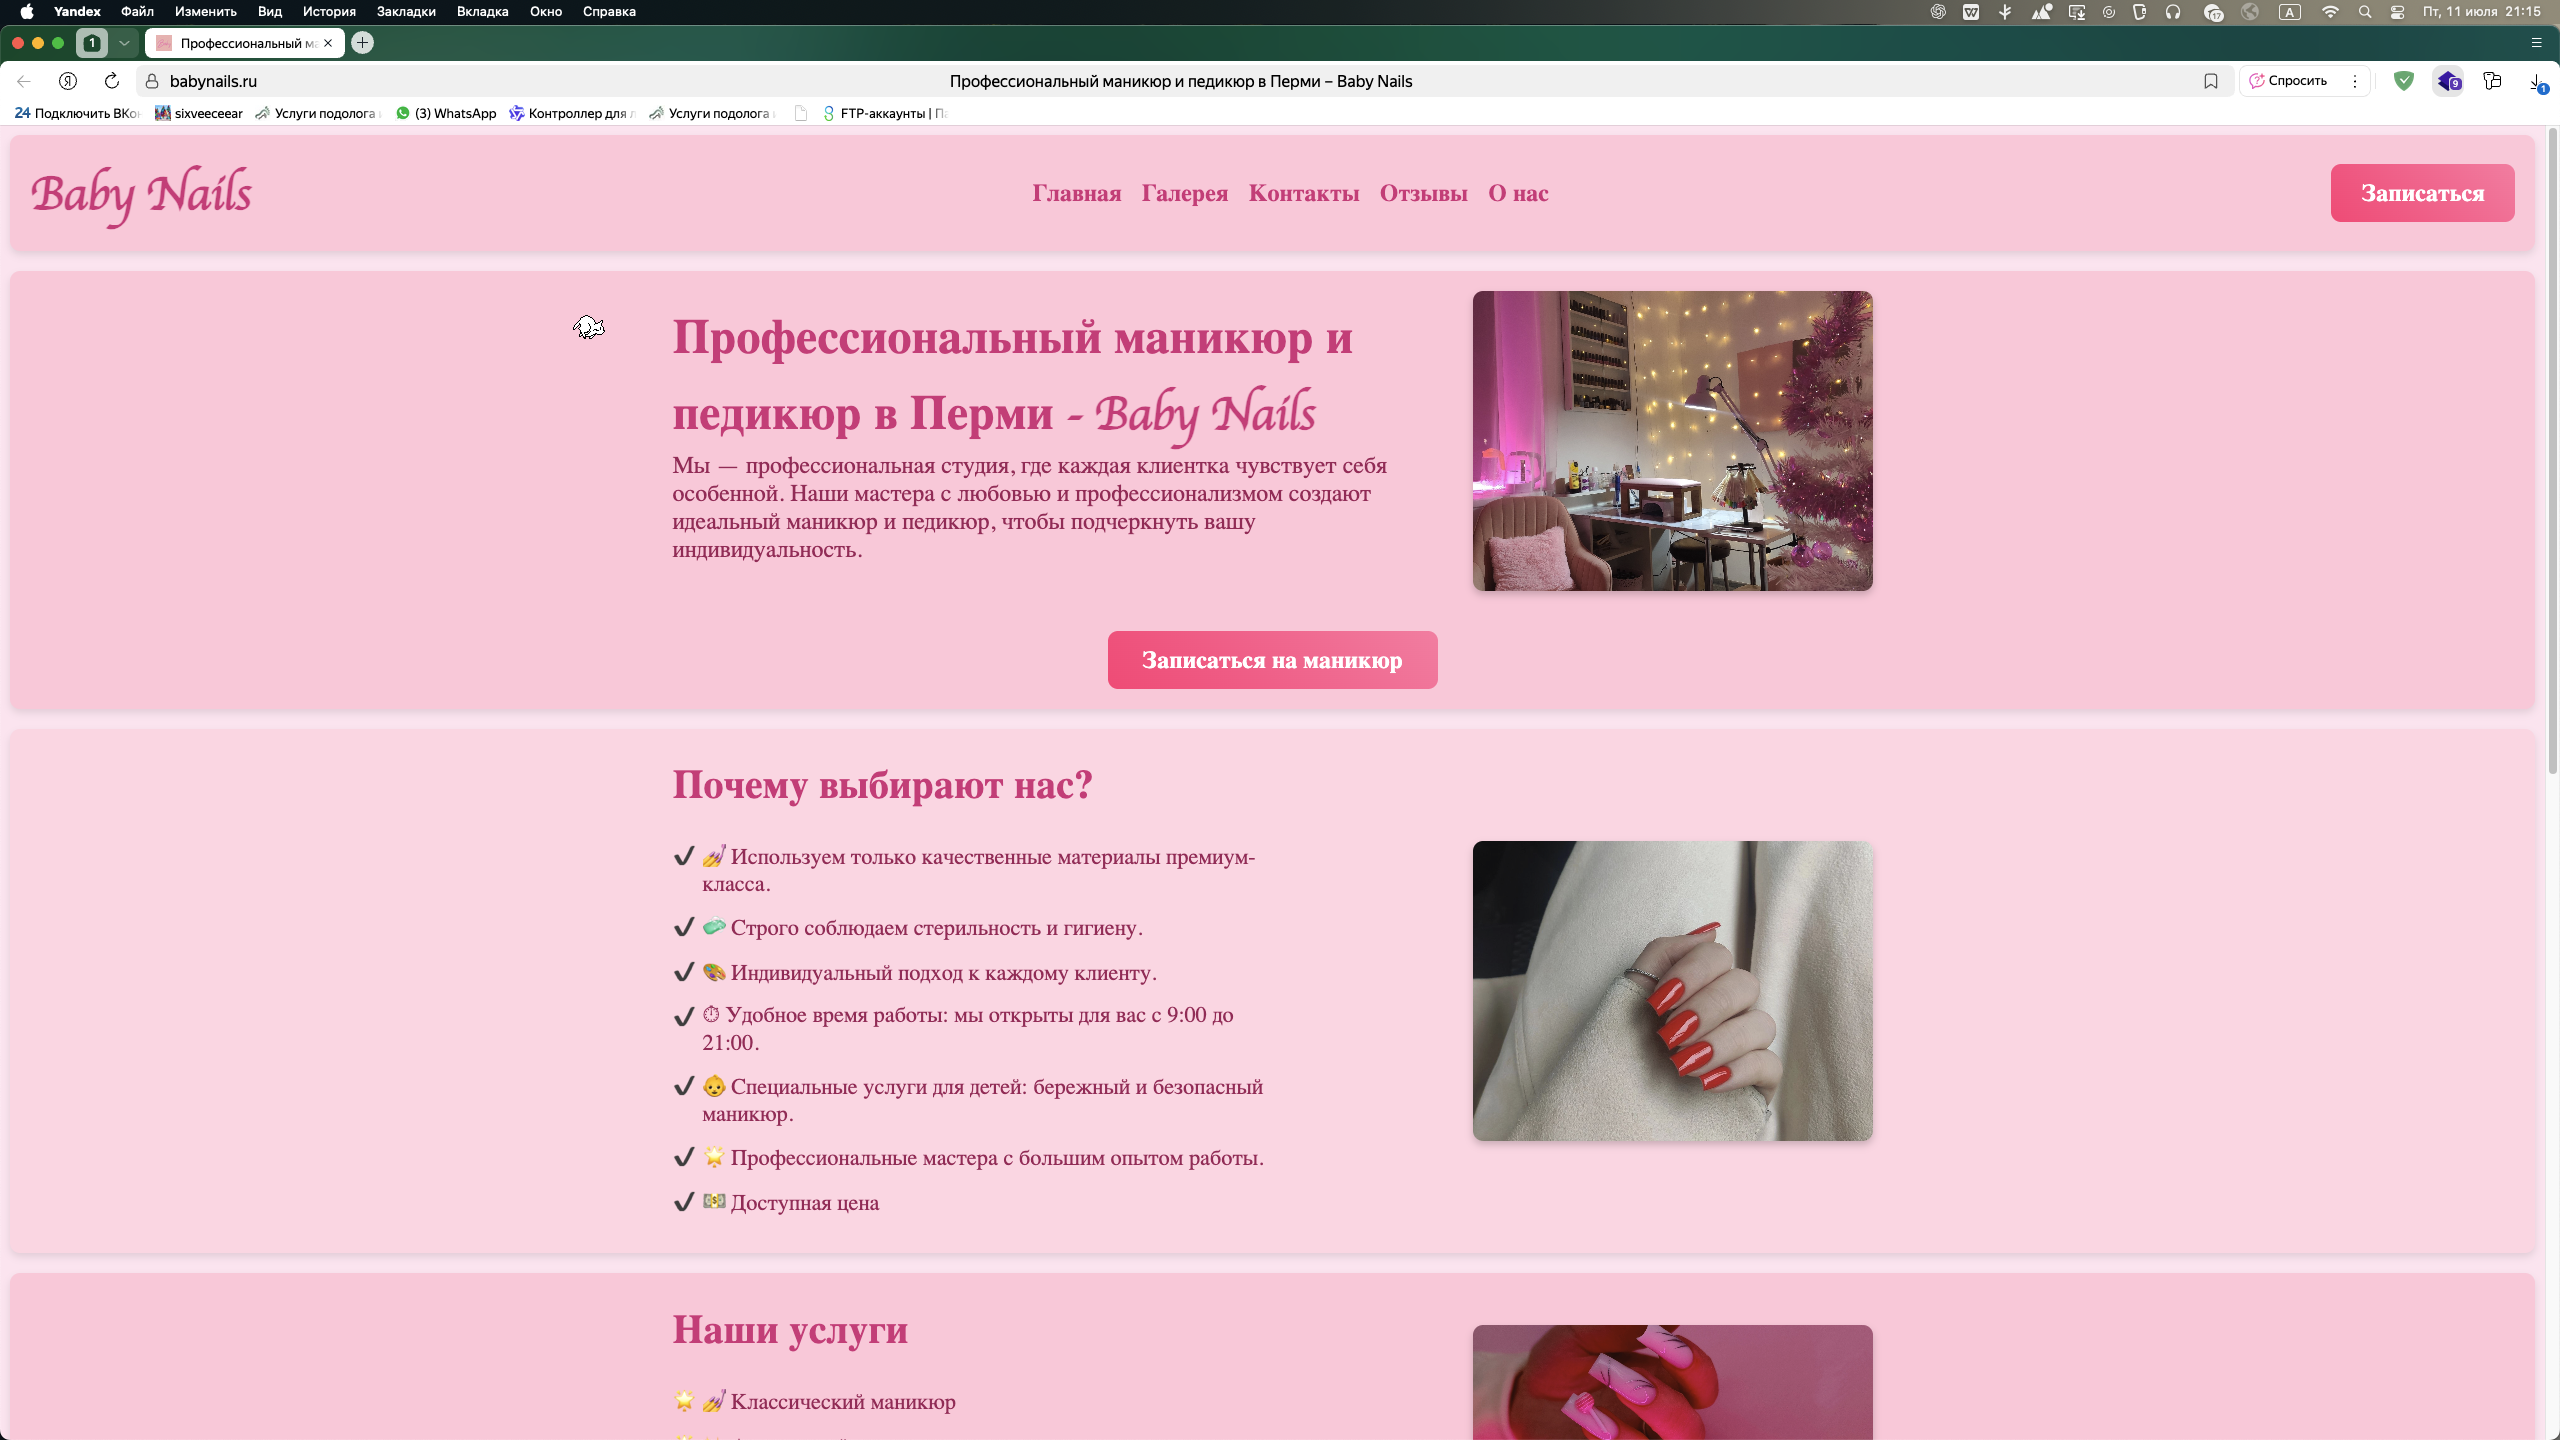 Yandex Файл Изменить Вид История Закладки Вкладка Окно Справка
Пт, 11 июля 21:15
1 Профессиональный
babynails.ru Профессиональный маникюр и педикюр в Перми – Baby Nails Спросить
24 Подключить sixveeceear Услуги подолога (3) WhatsApp Контроллер для Услуги подолога FTP-аккаунты |
Baby Nails
Главная Галерея Контакты Отзывы О нас
Записаться
Профессиональный маникюр и
педикюр в Перми - Baby Nails
Мы — профессиональная студия, где каждая клиентка чувствует себя
особенной. Наши мастера с любовью и профессионализмом создают
идеальный маникюр и педикюр, чтобы подчеркнуть вашу
индивидуальность.
Записаться на маникюр
Почему выбирают нас?
✔ 💅 Используем только качественные материалы премиум-
класса.
✔ 🧼 Строго соблюдаем стерильность и гигиену.
✔ 🎨 Индивидуальный подход к каждому клиенту.
✔ ⏱ Удобное время работы: мы открыты для вас с 9:00 до
21:00.
✔ 👶 Специальные услуги для детей: бережный и безопасный
маникюр.
✔ 🌟 Профессиональные мастера с большим опытом работы.
✔ 💵 Доступная цена
Наши услуги
🌟 💅 Классический маникюр